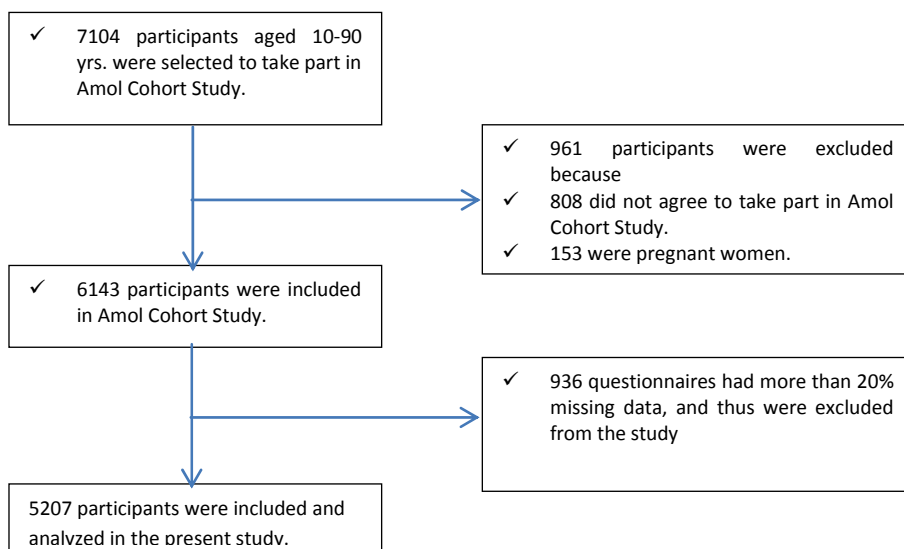 ✓ 7104 participants aged 10-90
yrs. were selected to take part in
Amol Cohort Study.
✓ 961 participants were excluded
because
✓ 808 did not agree to take part in Amol
Cohort Study.
✓ 153 were pregnant women.
✓ 6143 participants were included
in Amol Cohort Study.
✓ 936 questionnaires had more than 20%
missing data, and thus were excluded
from the study
5207 participants were included and
analyzed in the present study.